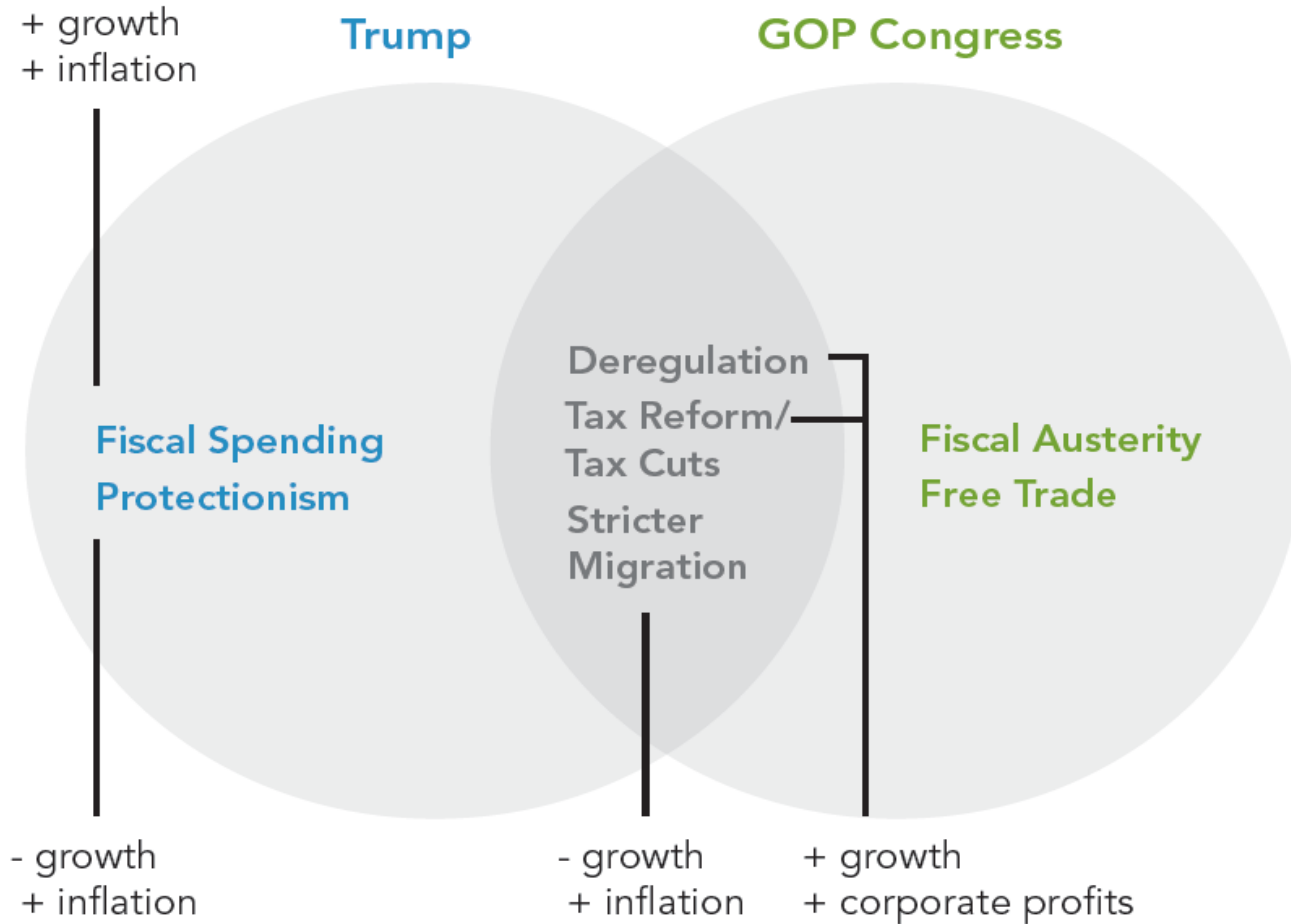 + growth
+ inflation
Trump
GOP Congress
Fiscal Spending
Protectionism
Deregulation
Tax Reform/
Tax Cuts
Stricter
Migration
Fiscal Austerity
Free Trade
- growth
+ inflation
- growth
+ inflation
+ growth
+ corporate profits